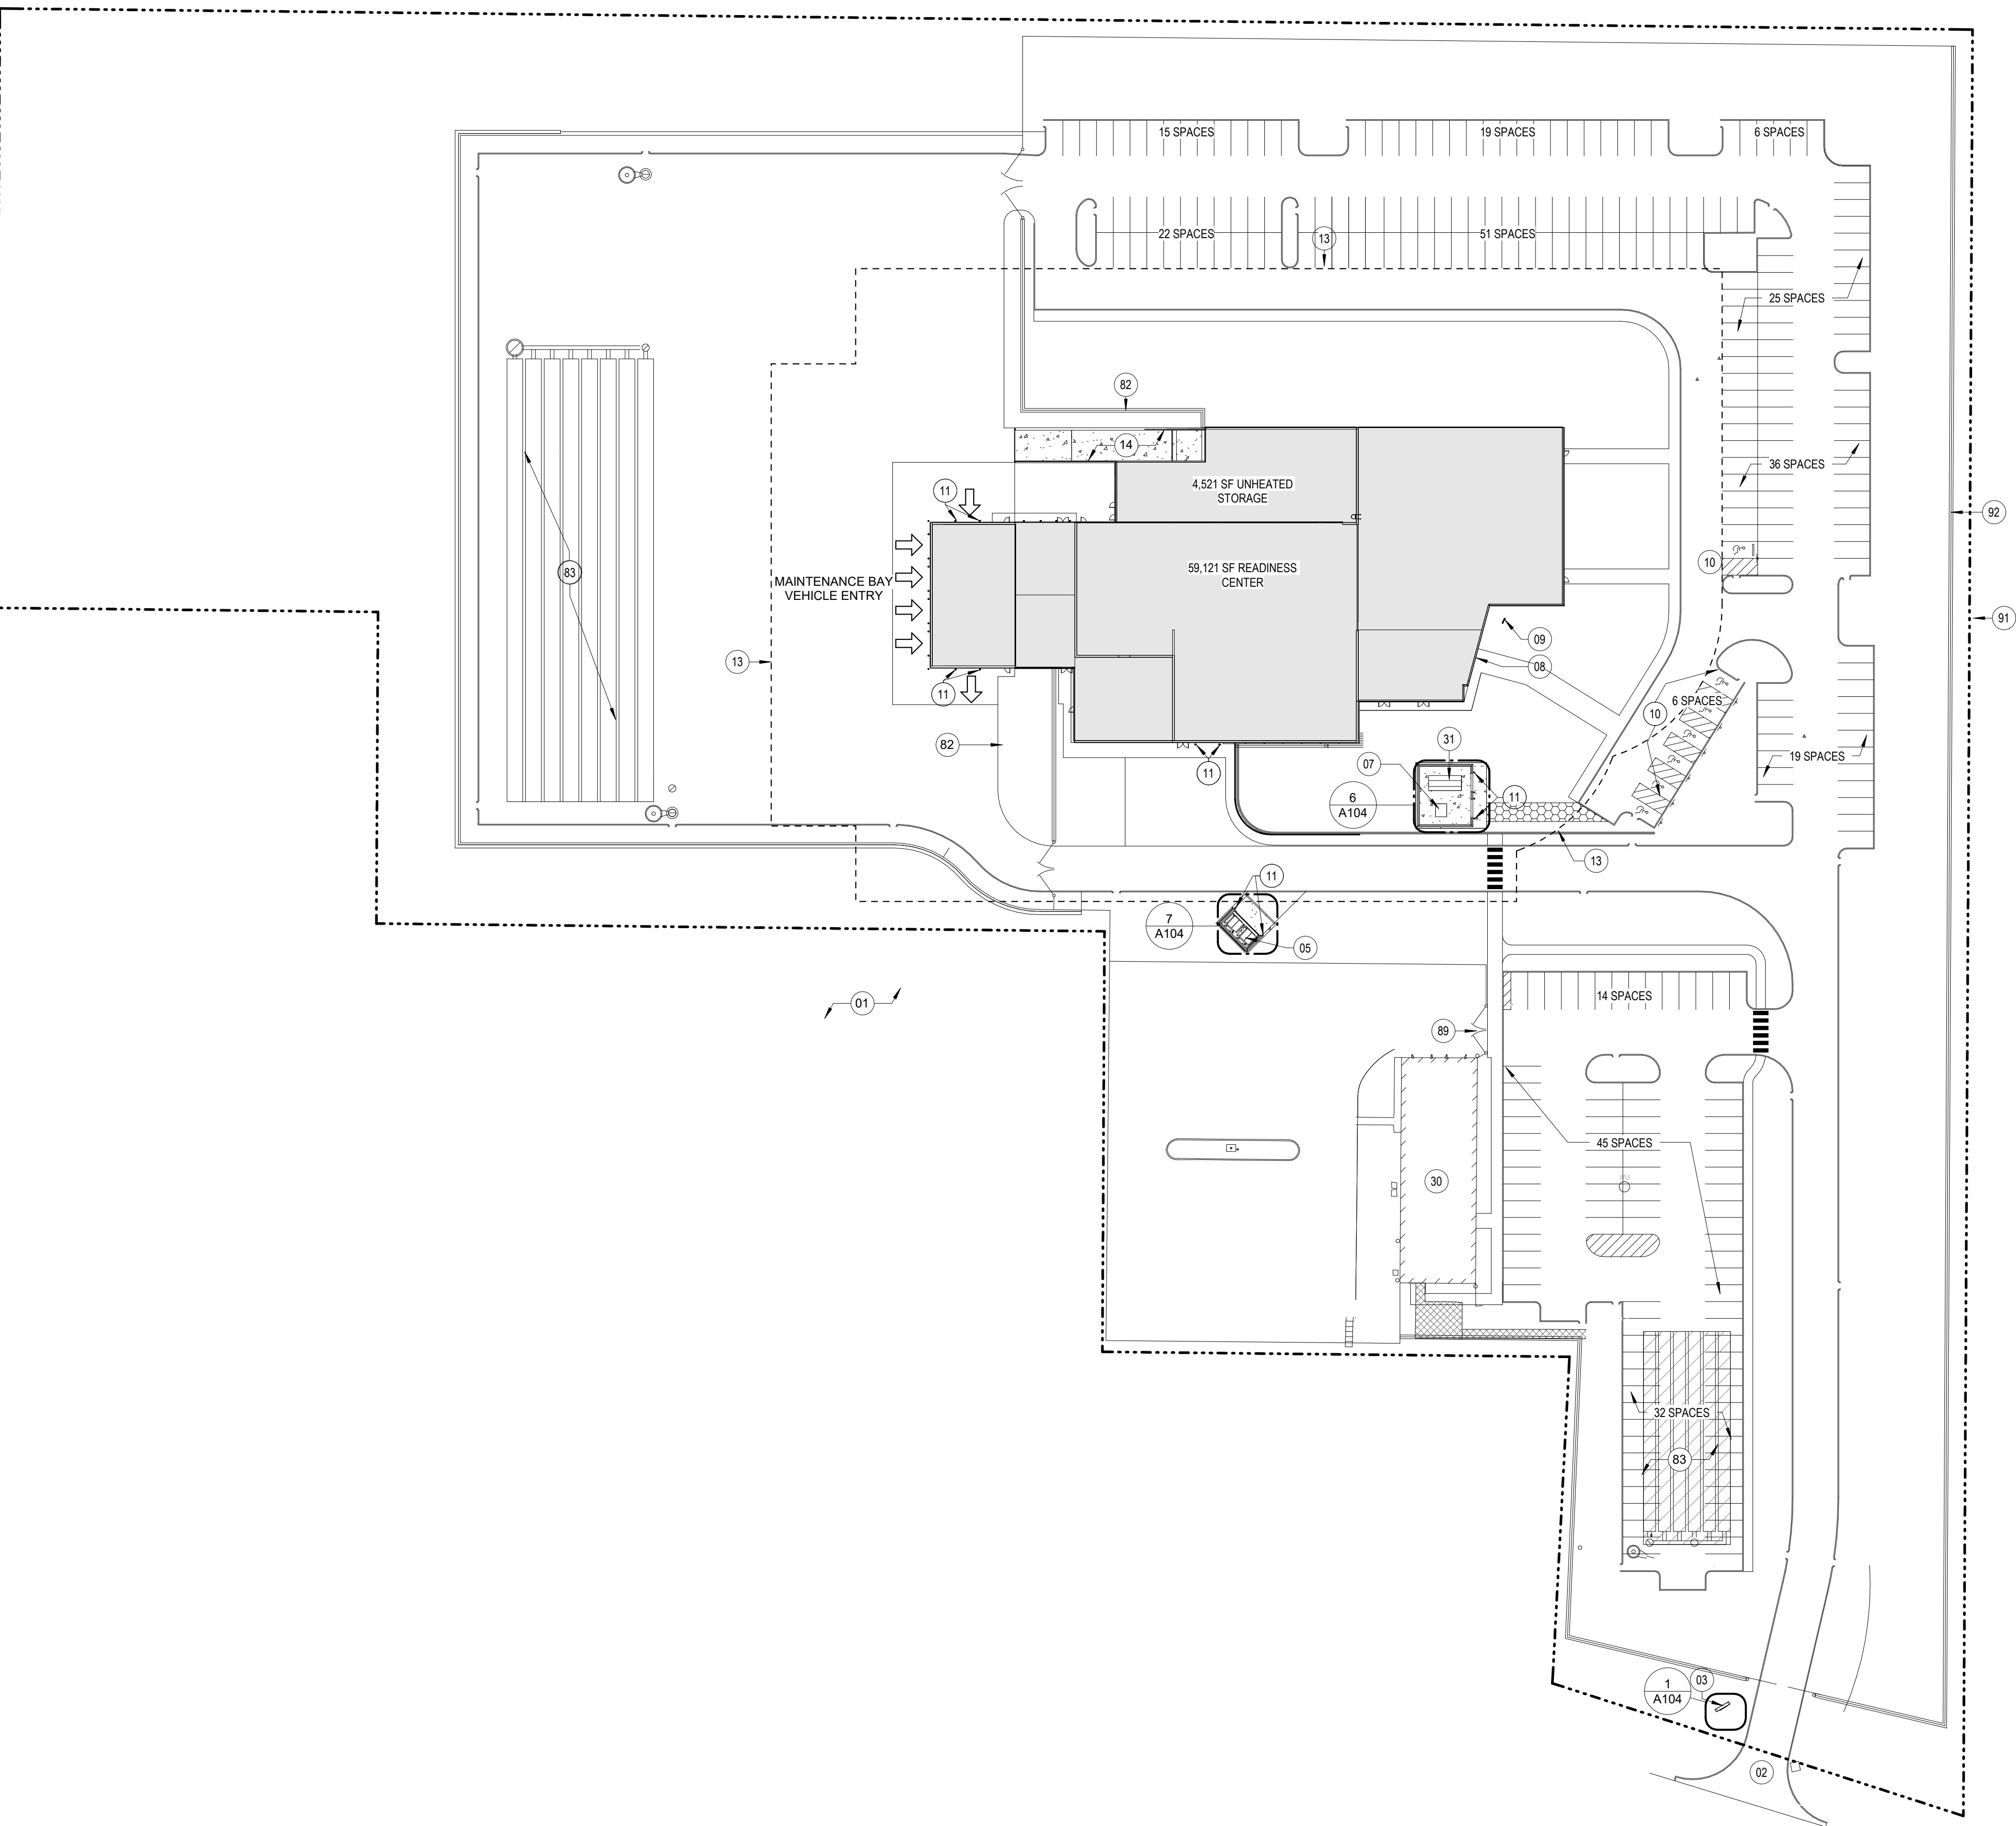 15 SPACES
19 SPACES
6 SPACES
22 SPACES
13
51 SPACES
25 SPACES
82
14
36 SPACES
4,521 SF UNHEATED
STORAGE
11
92
10
83
MAINTENANCE BAY
VEHICLE ENTRY
59,121 SF READINESS
CENTER
91
09
13
08
11
6 SPACES
10
82
31
19 SPACES
07
11
11
6
A104
13
11
7
A104
05
14 SPACES
01
89
45 SPACES
30
32 SPACES
83
1
A104
03
02